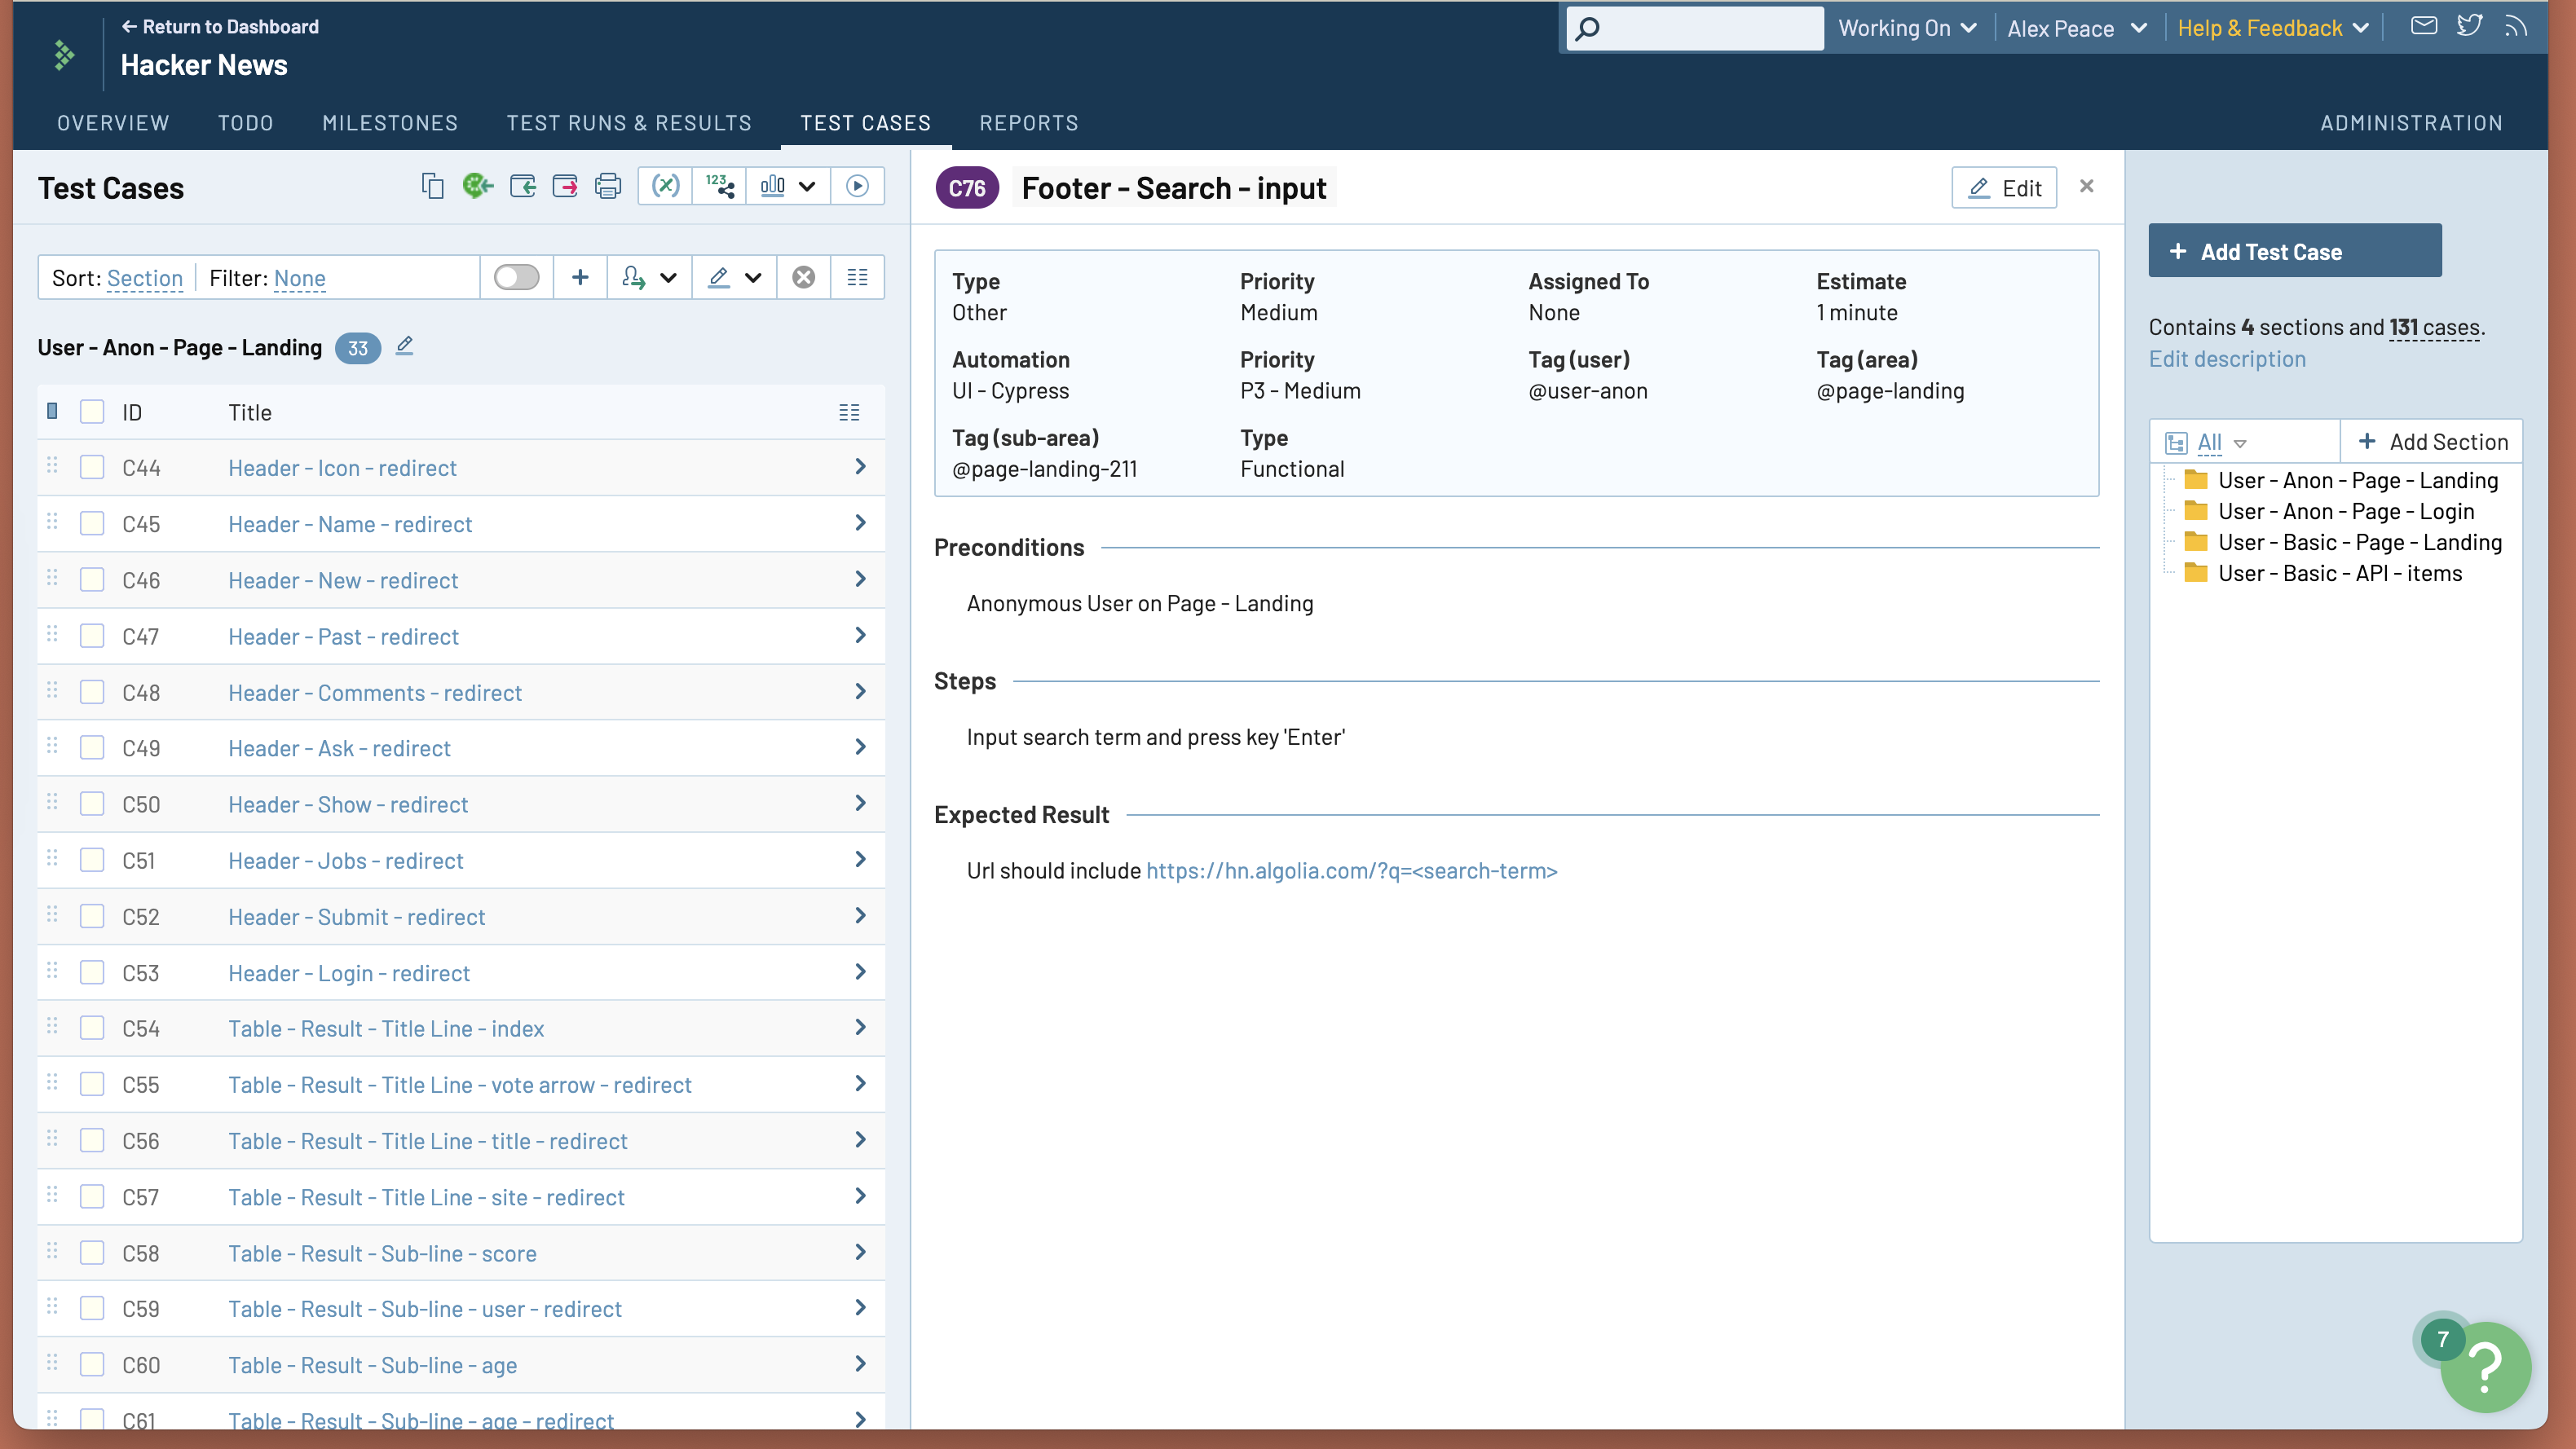 ← Return to Dashboard
Hacker News
Working On
Alex Peace
Help & Feedback
OVERVIEW
TODO
MILESTONES
TEST RUNS & RESULTS
TEST CASES
REPORTS
ADMINISTRATION
Test Cases
123
Sort: Section
Filter: None
User - Anon - Page - Landing 33
ID Title
C44 Header - Icon - redirect
C45 Header - Name - redirect
C46 Header - New - redirect
C47 Header - Past - redirect
C48 Header - Comments - redirect
C49 Header - Ask - redirect
C50 Header - Show - redirect
C51 Header - Jobs - redirect
C52 Header - Submit - redirect
C53 Header - Login - redirect
C54 Table - Result - Title Line - index
C55 Table - Result - Title Line - vote arrow - redirect
C56 Table - Result - Title Line - title - redirect
C57 Table - Result - Title Line - site - redirect
C58 Table - Result - Sub-line - score
C59 Table - Result - Sub-line - user - redirect
C60 Table - Result - Sub-line - age
C61 Table - Result - Sub-line - age - redirect
C76 Footer - Search - input
Edit
Type Priority Assigned To Estimate
Other Medium None 1 minute
Automation Priority Tag (user) Tag (area)
UI - Cypress P3 - Medium @user-anon @page-landing
Tag (sub-area) Type
@page-landing-211 Functional
Preconditions
Anonymous User on Page - Landing
Steps
Input search term and press key 'Enter'
Expected Result
Url should include https://hn.algolia.com/?q=<search-term>
+ Add Test Case
Contains 4 sections and 131 cases.
Edit description
All
+ Add Section
User - Anon - Page - Landing
User - Anon - Page - Login
User - Basic - Page - Landing
User - Basic - API - items
7
?